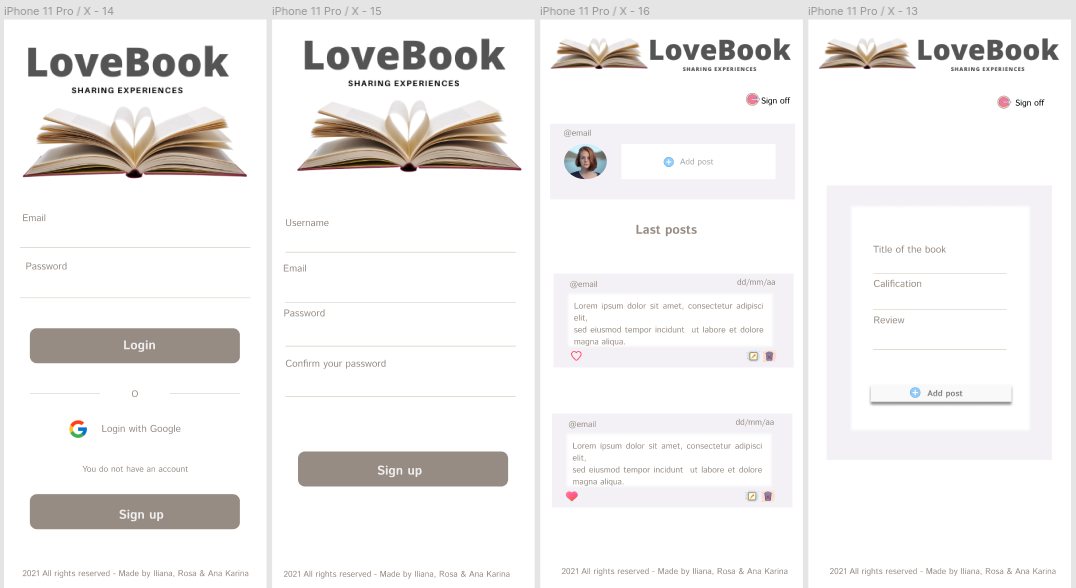 iPhone 11 Pro / X - 14
LoveBook
SHARING EXPERIENCES
Email
Password
Login
O
Login with Google
You do not have an account
Sign up
2021 All rights reserved - Made by Iliana, Rosa & Ana Karina
iPhone 11 Pro / X - 15
LoveBook
SHARING EXPERIENCES
Username
Email
Password
Confirm your password
Sign up
2021 All rights reserved - Made by Iliana, Rosa & Ana Karina
iPhone 11 Pro / X - 16
LoveBook
SHARING EXPERIENCES
Sign off
@email
Add post
Last posts
@email
dd/mm/aa
Lorem ipsum dolor sit amet, consectetur adipisci
elit,
sed eiusmod tempor incidunt ut labore et dolore
magna aliqua.
@email
dd/mm/aa
Lorem ipsum dolor sit amet, consectetur adipisci
elit,
sed eiusmod tempor incidunt ut labore et dolore
magna aliqua.
2021 All rights reserved - Made by Iliana, Rosa & Ana Karina
iPhone 11 Pro / X - 13
LoveBook
SHARING EXPERIENCES
Sign off
Title of the book
Calification
Review
Add post
2021 All rights reserved - Made by Iliana, Rosa & Ana Karina